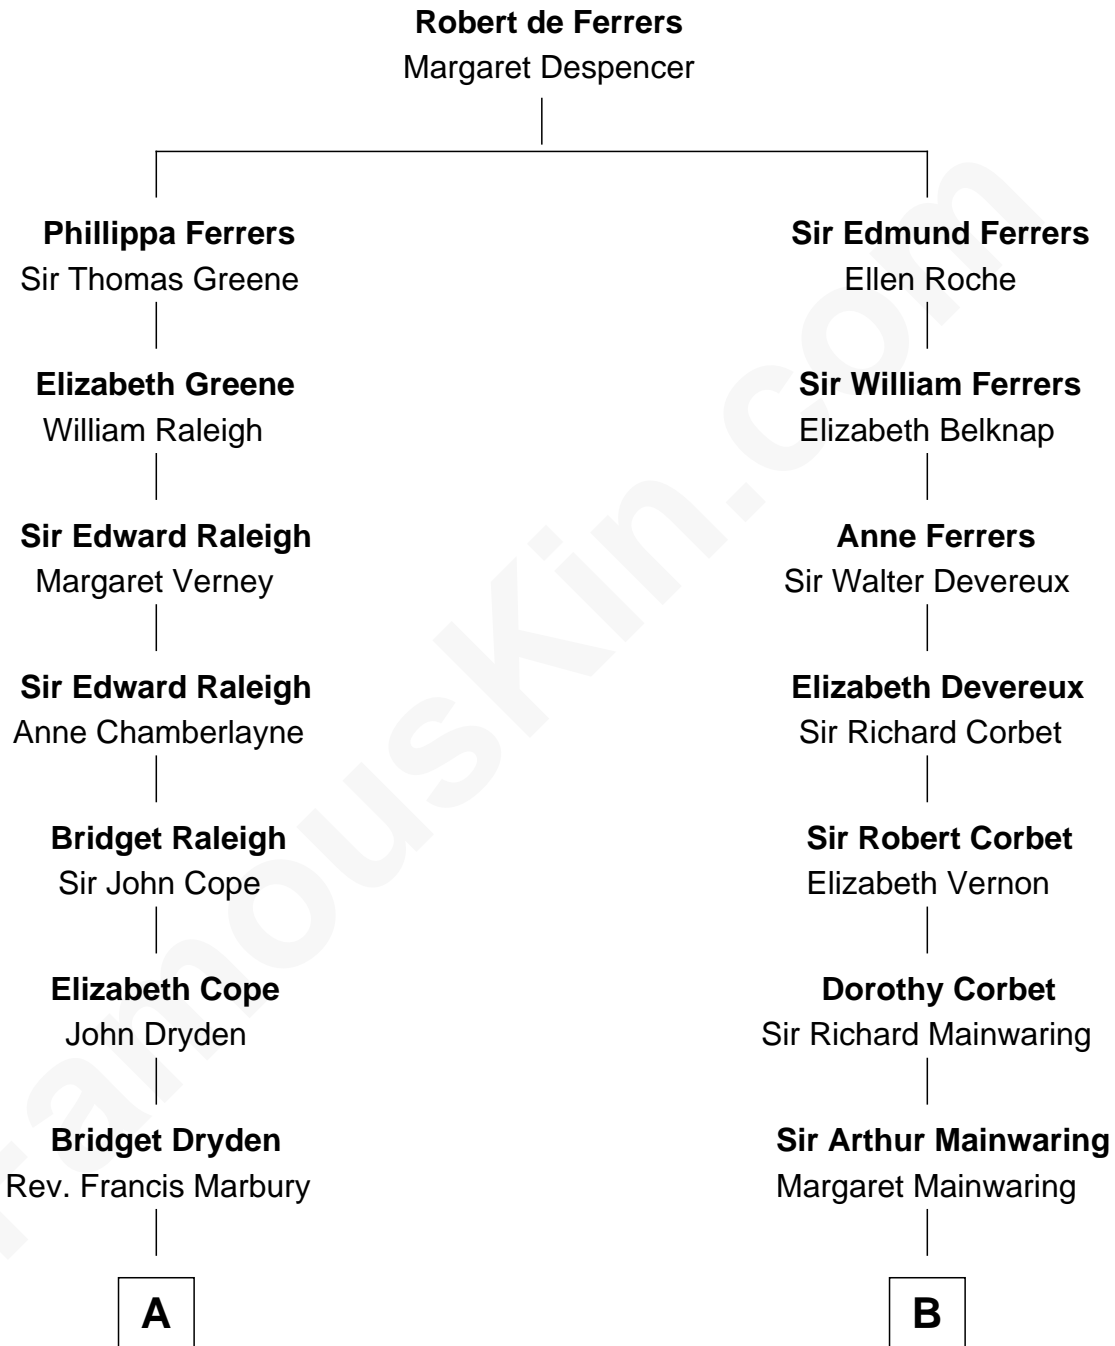 Robert de Ferrers
Margaret Despencer
Phillippa Ferrers
Sir Thomas Greene
Sir Edmund Ferrers
Ellen Roche
Elizabeth Greene
William Raleigh
Sir William Ferrers
Elizabeth Belknap
Sir Edward Raleigh
Margaret Verney
Anne Ferrers
Sir Walter Devereux
Sir Edward Raleigh
Anne Chamberlayne
Elizabeth Devereux
Sir Richard Corbet
Bridget Raleigh
Sir John Cope
Sir Robert Corbet
Elizabeth Vernon
Elizabeth Cope
John Dryden
Dorothy Corbet
Sir Richard Mainwaring
Bridget Dryden
Rev. Francis Marbury
Sir Arthur Mainwaring
Margaret Mainwaring
A
B
FamousKin.com